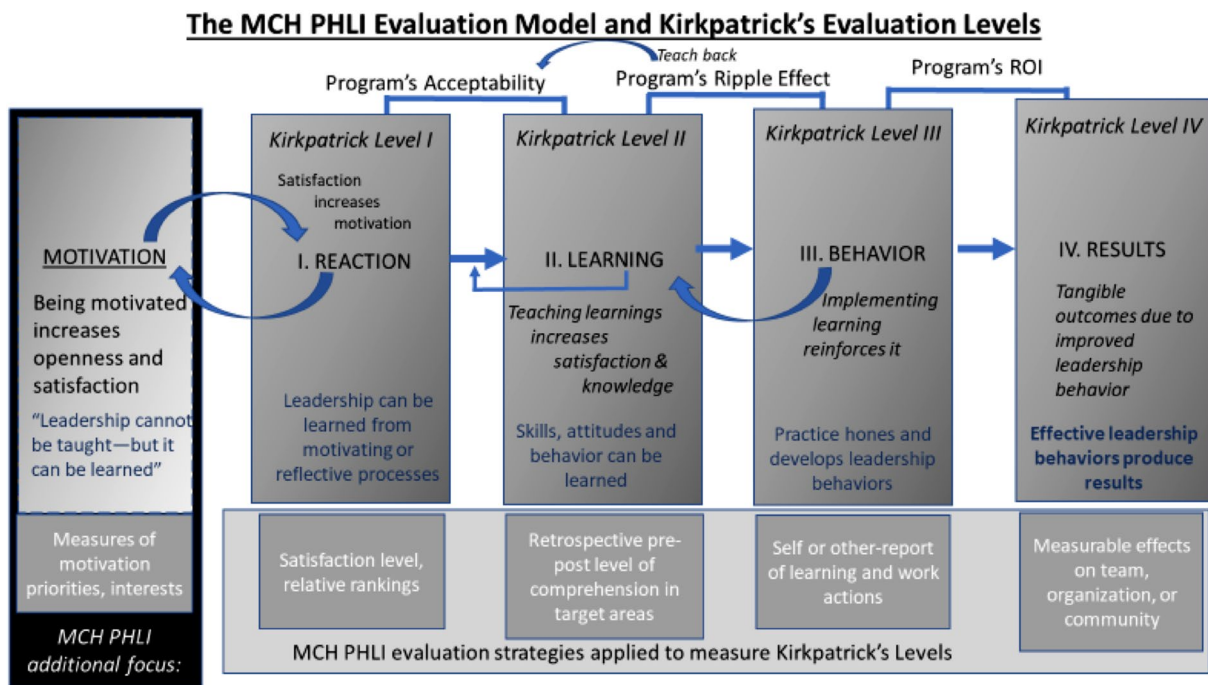 The MCH PHLI Evaluation Model and Kirkpatrick's Evaluation Levels
Teach back
Program's Acceptability
Program's Ripple Effect
Program's ROI
MOTIVATION
Being motivated
increases
openness and
satisfaction
"Leadership cannot
be taught—but it
can be learned"
Measures of
motivation
priorities, interests
MCH PHLI
additional focus:
Kirkpatrick Level I
Satisfaction
increases
motivation
I. REACTION
Leadership can be
learned from
motivating or
reflective processes
Satisfaction level,
relative rankings
Kirkpatrick Level II
II. LEARNING
Teaching learnings
increases
satisfaction &
knowledge
Skills, attitudes and
behavior can be
learned
Retrospective pre-
post level of
comprehension in
target areas
Kirkpatrick Level III
III. BEHAVIOR
Implementing
learning
reinforces it
Practice hones and
develops leadership
behaviors
Self or other-report
of learning and work
actions
Kirkpatrick Level IV
IV. RESULTS
Tangible
outcomes due to
improved
leadership
behavior
Effective leadership
behaviors produce
results
Measurable effects
on team,
organization, or
community
MCH PHLI evaluation strategies applied to measure Kirkpatrick's Levels